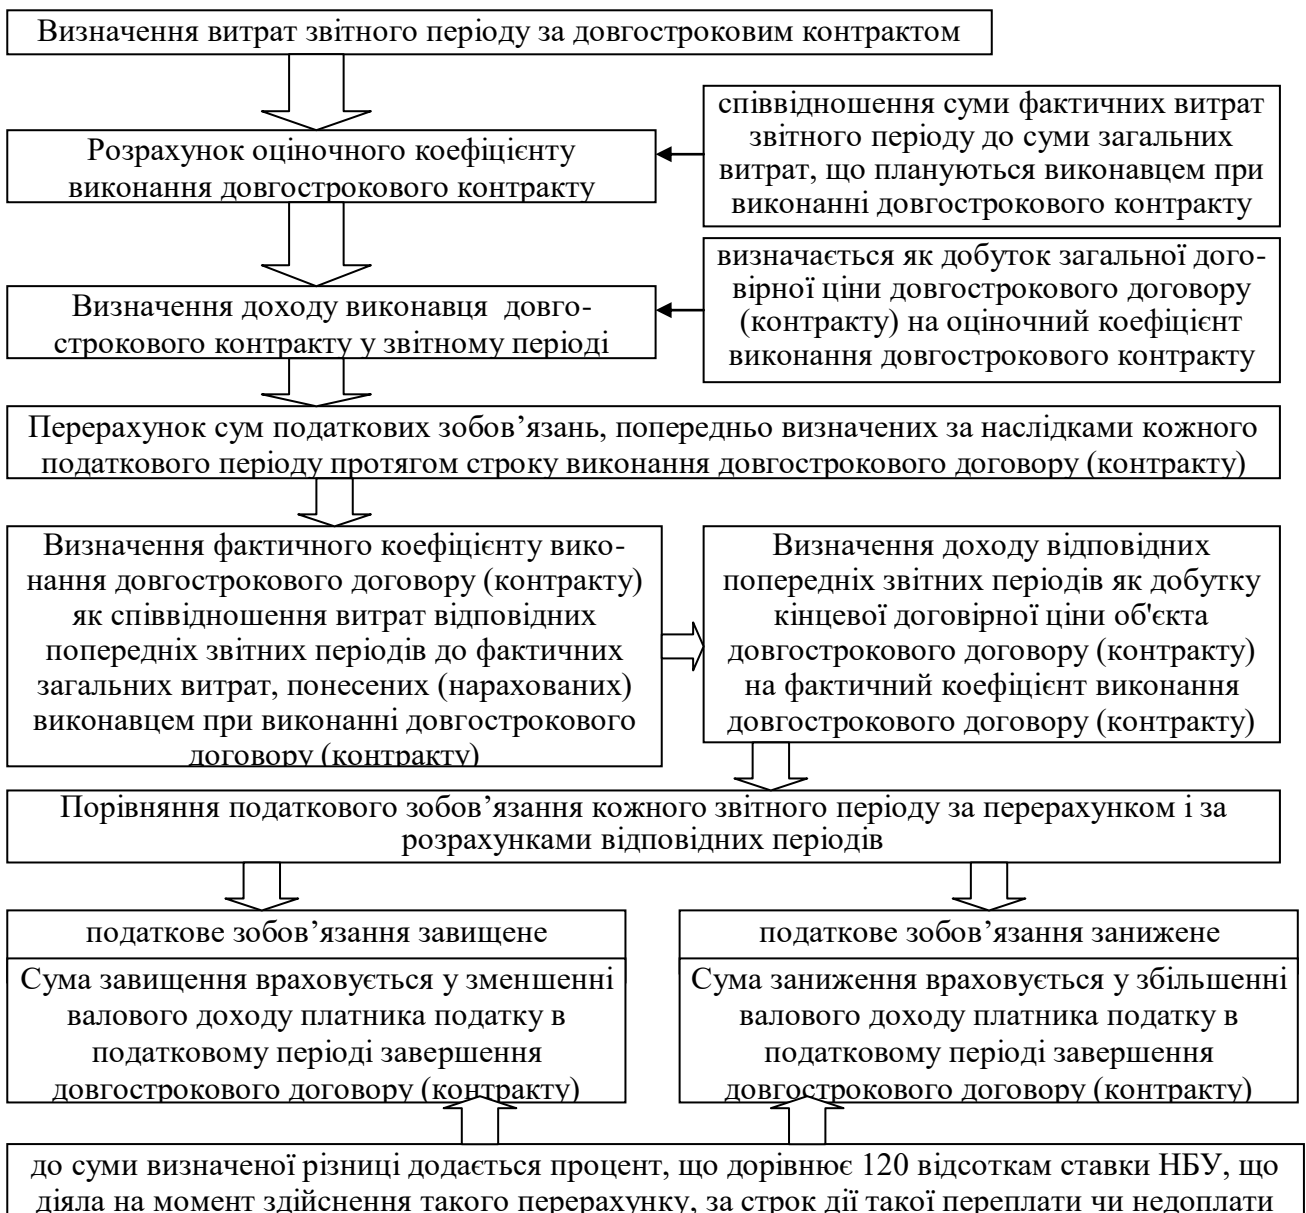 Визначення витрат звітного періоду за довгостроковим контрактом
співвідношення суми фактичних витрат
звітного періоду до суми загальних
витрат, що плануються виконавцем при
виконанні довгострокового контракту
Розрахунок оціночного коефіцієнту
виконання довгострокового контракту
визначається як добуток загальної дого-
вірної ціни довгострокового договору
(контракту) на оціночний коефіцієнт
виконання довгострокового контракту
Визначення доходу виконавця довго-
строкового контракту у звітному періоді
Перерахунок сум податкових зобов’язань, попередньо визначених за наслідками кожного
податкового періоду протягом строку виконання довгострокового договору (контракту)
Визначення фактичного коефіцієнту вико-
нання довгострокового договору (контракту)
як співвідношення витрат відповідних
попередніх звітних періодів до фактичних
загальних витрат, понесених (нарахованих)
виконавцем при виконанні довгострокового
договору (контракту)
Визначення доходу відповідних
попередніх звітних періодів як добутку
кінцевої договірної ціни об'єкта
довгострокового договору (контракту)
на фактичний коефіцієнт виконання
довгострокового договору (контракту)
Порівняння податкового зобов’язання кожного звітного періоду за перерахунком і за
розрахунками відповідних періодів
податкове зобов’язання завищене
Сума завищення враховується у зменшенні
валового доходу платника податку в
податковому періоді завершення
довгострокового договору (контракту)
податкове зобов’язання занижене
Сума заниження враховується у збільшенні
валового доходу платника податку в
податковому періоді завершення
довгострокового договору (контракту)
до суми визначеної різниці додається процент, що дорівнює 120 відсоткам ставки НБУ, що
діяла на момент здійснення такого перерахунку, за строк дії такої переплати чи недоплати